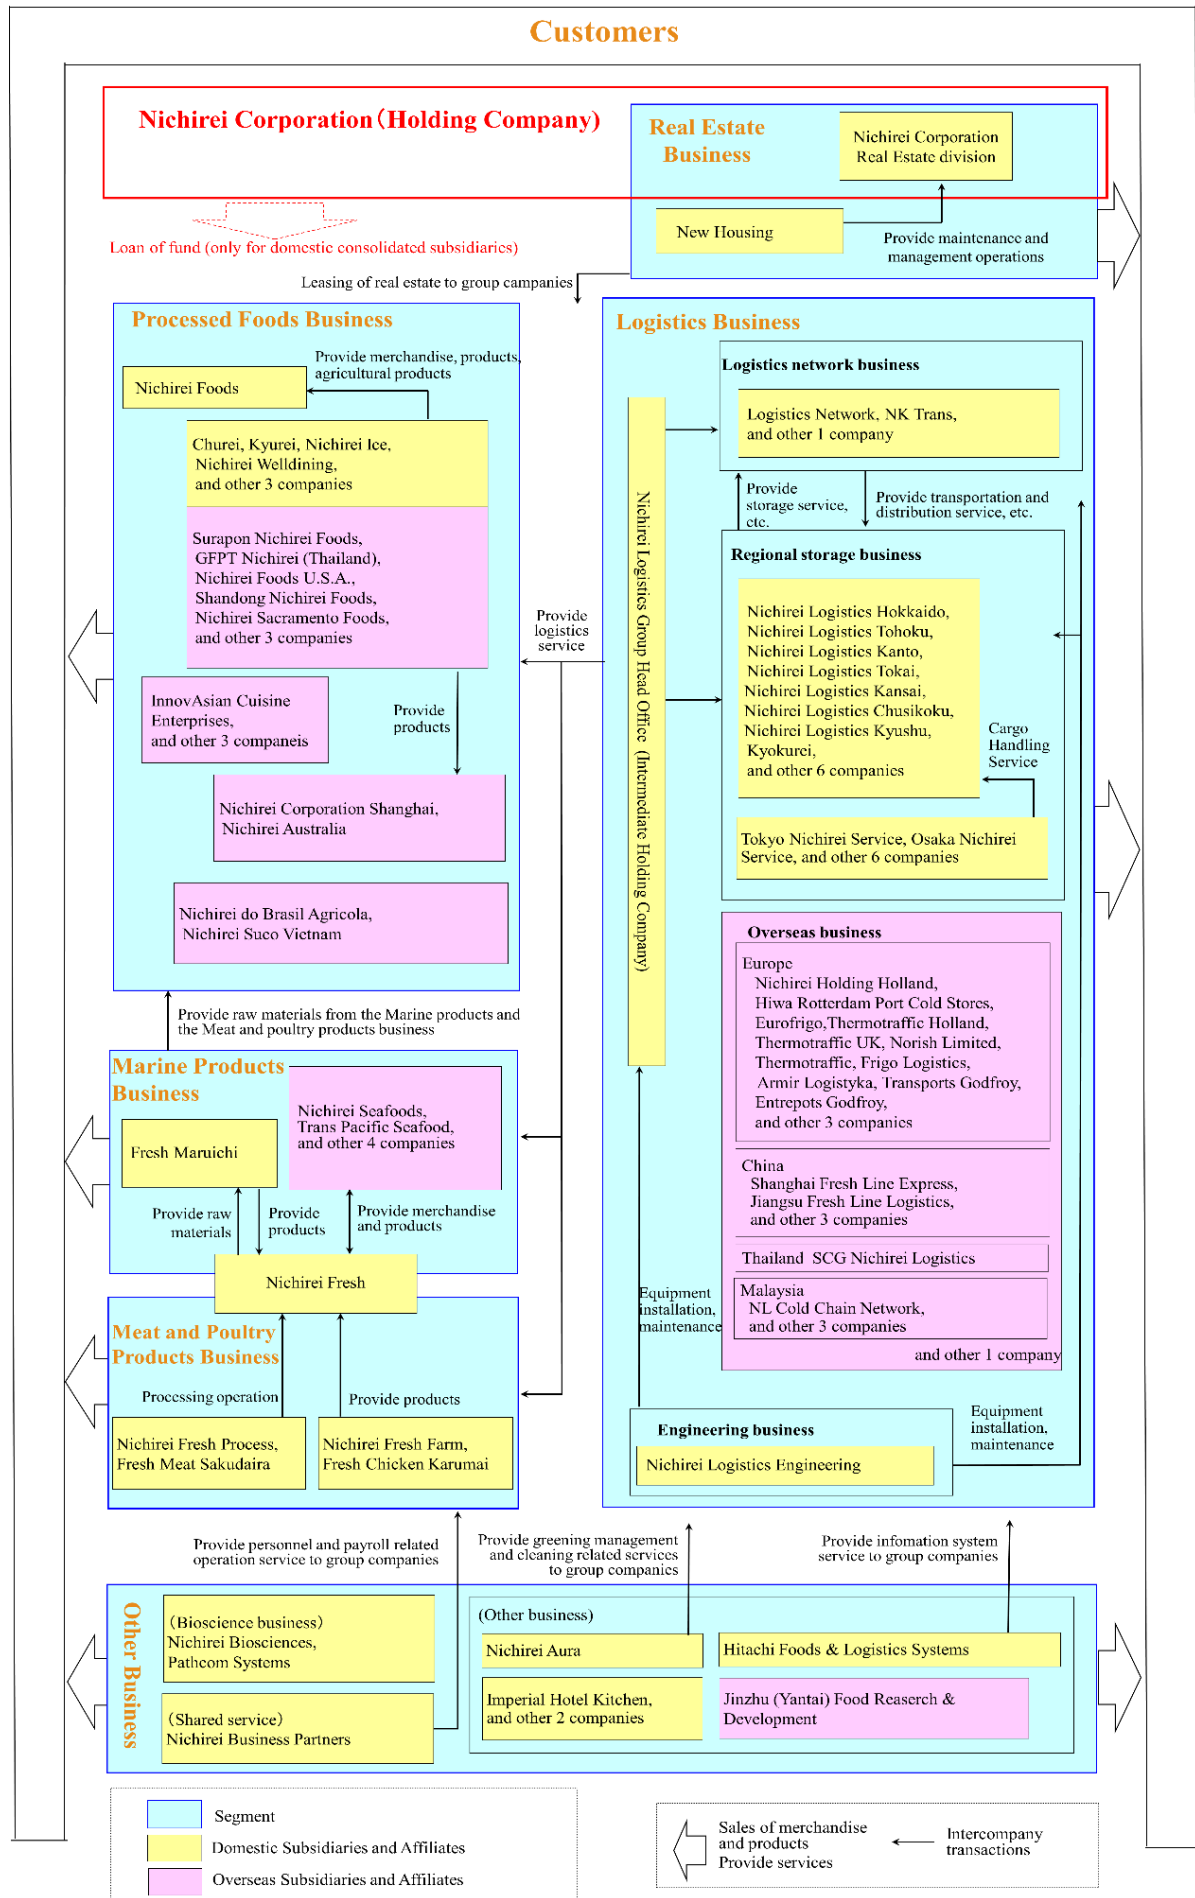 Customers
Nichirei Corporation（Holding Company)
Real Estate
Business
Nichirei Corporation
Real Estate division
New Housing
Provide maintenance and
management operations
Loan of fund (only for domestic consolidated subsidiaries)
Leasing of real estate to group campanies
Processed Foods Business
Nichirei Foods
Provide merchandise, products,
agricultural products
Churei, Kyurei, Nichirei Ice,
Nichirei Welldining,
and other 3 companies
Surapon Nichirei Foods,
GFPT Nichirei (Thailand),
Nichirei Foods U.S.A.,
Shandong Nichirei Foods,
Nichirei Sacramento Foods,
and other 3 companies
InnovAsian Cuisine
Enterprises,
and other 3 companeis
Provide
products
Nichirei Corporation Shanghai,
Nichirei Australia
Nichirei do Brasil Agricola,
Nichirei Suco Vietnam
Provide
logistics
service
Logistics Business
Nichirei Logistics Group Head Office (Intermediate Holding Company)
Logistics network business
Logistics Network, NK Trans,
and other 1 company
Provide
storage service,
etc.
Provide transportation and
distribution service, etc.
Regional storage business
Nichirei Logistics Hokkaido,
Nichirei Logistics Tohoku,
Nichirei Logistics Kanto,
Nichirei Logistics Tokai,
Nichirei Logistics Kansai,
Nichirei Logistics Chusikoku,
Nichirei Logistics Kyushu,
Kyokurei,
and other 6 companies
Cargo
Handling
Service
Tokyo Nichirei Service, Osaka Nichirei
Service, and other 6 companies
Overseas business
Europe
Nichirei Holding Holland,
Hiwa Rotterdam Port Cold Stores,
Eurofrigo,Thermotraffic Holland,
Thermotraffic UK, Norish Limited,
Thermotraffic, Frigo Logistics,
Armir Logistyka, Transports Godfroy,
Entrepots Godfroy,
and other 3 companies
China
Shanghai Fresh Line Express,
Jiangsu Fresh Line Logistics,
and other 3 companies
Thailand SCG Nichirei Logistics
Malaysia
NL Cold Chain Network,
and other 3 companies
and other 1 company
Equipment
installation,
maintenance
Engineering business
Nichirei Logistics Engineering
Equipment
installation,
maintenance
Provide raw materials from the Marine products and
the Meat and poultry products business
Marine Products
Business
Fresh Maruichi
Nichirei Seafoods,
Trans Pacific Seafood,
and other 4 companies
Provide raw
materials
Provide
products
Provide merchandise
and products
Nichirei Fresh
Meat and Poultry
Products Business
Processing operation
Provide products
Nichirei Fresh Process,
Fresh Meat Sakudaira
Nichirei Fresh Farm,
Fresh Chicken Karumai
Provide personnel and payroll related
operation service to group companies
Provide greening management
and cleaning related services
to group companies
Provide infomation system
service to group companies
Other Business
（Bioscience business）
Nichirei Biosciences,
Pathcom Systems
（Shared service）
Nichirei Business Partners
(Other business)
Nichirei Aura
Hitachi Foods & Logistics Systems
Imperial Hotel Kitchen,
and other 2 companies
Jinzhu (Yantai) Food Reaserch &
Development
Segment
Domestic Subsidiaries and Affiliates
Overseas Subsidiaries and Affiliates
Sales of merchandise
and products
Provide services
Intercompany
transactions